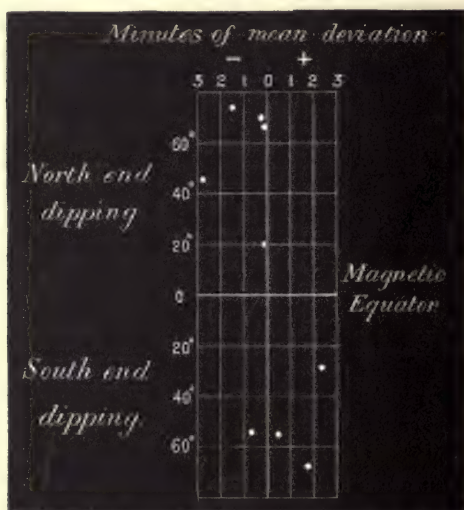 Minutes of mean deviation
− +
3 2 1 0 1 2 3
60°
North end
40°
dipping
20°
Magnetic
0
Equator
20°
South end
40°
dipping.
60°